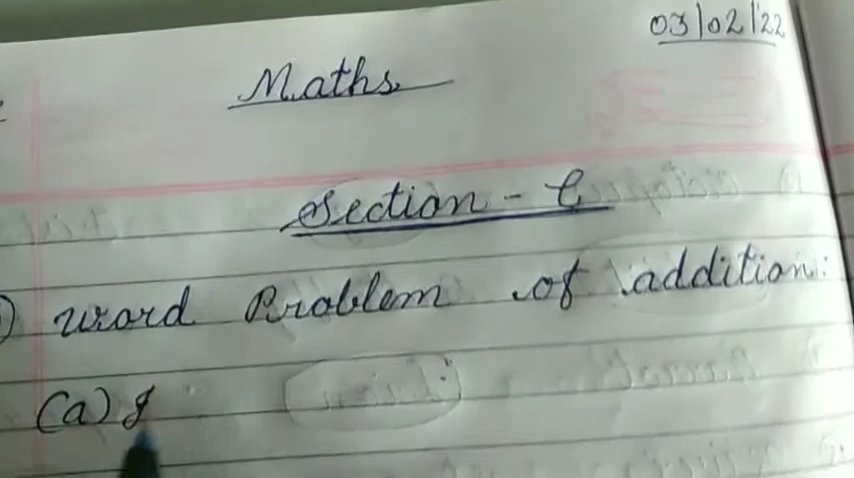 03/02/22
Maths
Section - C
) Word Problem of addition:
(a) I